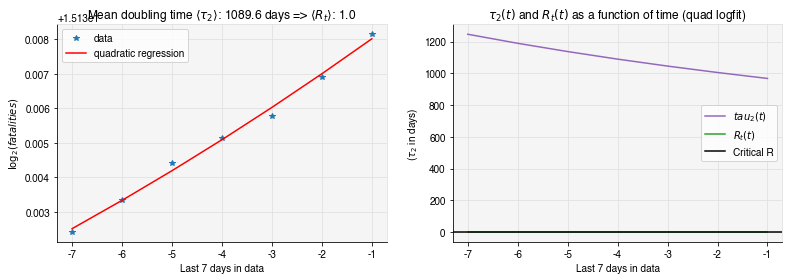 Mean doubling time ⟨τ₂⟩: 1089.6 days => ⟨Rₜ⟩: 1.0
+1.513e1
data
quadratic regression
0.008
0.007
0.006
0.005
0.004
0.003
log₂(fatalities)
-7 -6 -5 -4 -3 -2 -1
Last 7 days in data
τ₂(t) and Rₜ(t) as a function of time (quad logfit)
1200
1000
800
600
400
200
0
(τ₂ in days)
tau₂(t)
Rₜ(t)
Critical R
-7 -6 -5 -4 -3 -2 -1
Last 7 days in data